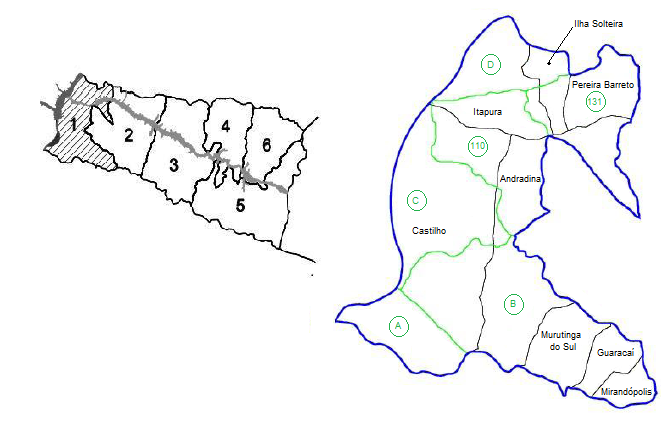 1
2
3
4
5
6
Ilha Solteira
D
Pereira Barreto
131
Itapura
110
Andradina
C
Castilho
B
A
Murutinga
do Sul
Guaracaí
Mirandópolis